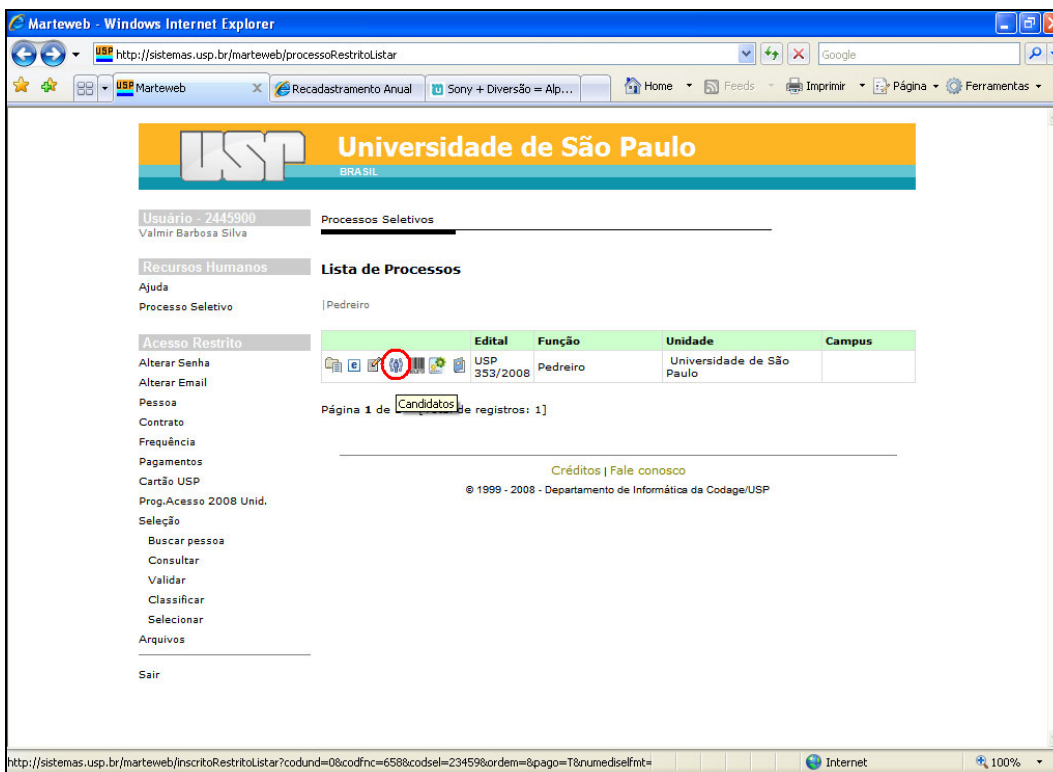 Marteweb - Windows Internet Explorer
USP http://sistemas.usp.br/marteweb/processoRestritoListar
Google
USP Marteweb
Recadastramento Anual
Sony + Diversão = Alp...
Home
Feeds
Imprimir
Página
Ferramentas
USP
Universidade de São Paulo
BRASIL
Usuário - 2445900
Valmir Barbosa Silva
Recursos Humanos
Ajuda
Processo Seletivo
Acesso Restrito
Alterar Senha
Alterar Email
Pessoa
Contrato
Frequência
Pagamentos
Cartão USP
Prog.Acesso 2008 Unid.
Seleção
Buscar pessoa
Consultar
Validar
Classificar
Selecionar
Arquivos
Sair
Processos Seletivos
Lista de Processos
|Pedreiro
Edital Função Unidade Campus
USP 353/2008 Pedreiro Universidade de São Paulo
Candidatos
Página 1 de de registros: 1]
Créditos | Fale conosco
© 1999 - 2008 - Departamento de Informática da Codage/USP
http://sistemas.usp.br/marteweb/inscritoRestritoListar?codund=0&codfnc=658&codsel=23459&ordem=&pago=T&numediselfmt=
Internet
100%